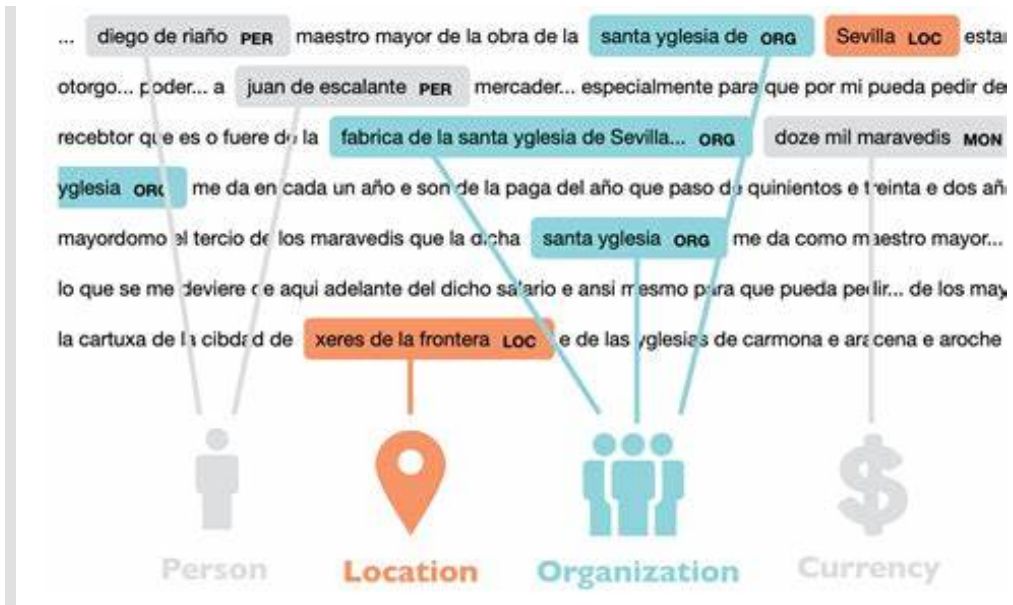 ... diego de riaño PER maestro mayor de la obra de la santa yglesia de ORG Sevilla LOC esta
otorgo... poder... a juan de escalante PER mercader... especialmente para que por mi pueda pedir de
recebtor que es o fuere de la fabrica de la santa yglesia de Sevilla... ORG doze mil maravedis MON
yglesia ORG me da en cada un año e son de la paga del año que paso de quinientos e treinta e dos añ
mayordomo el tercio de los maravedis que la dicha santa yglesia ORG me da como maestro mayor...
lo que se me deviere de aqui adelante del dicho salario e ansi mesmo para que pueda pedir... de los may
la cartuxa de la cibdad de xeres de la frontera LOC e de las yglesias de carmona e aracena e aroche
Person Location Organization Currency